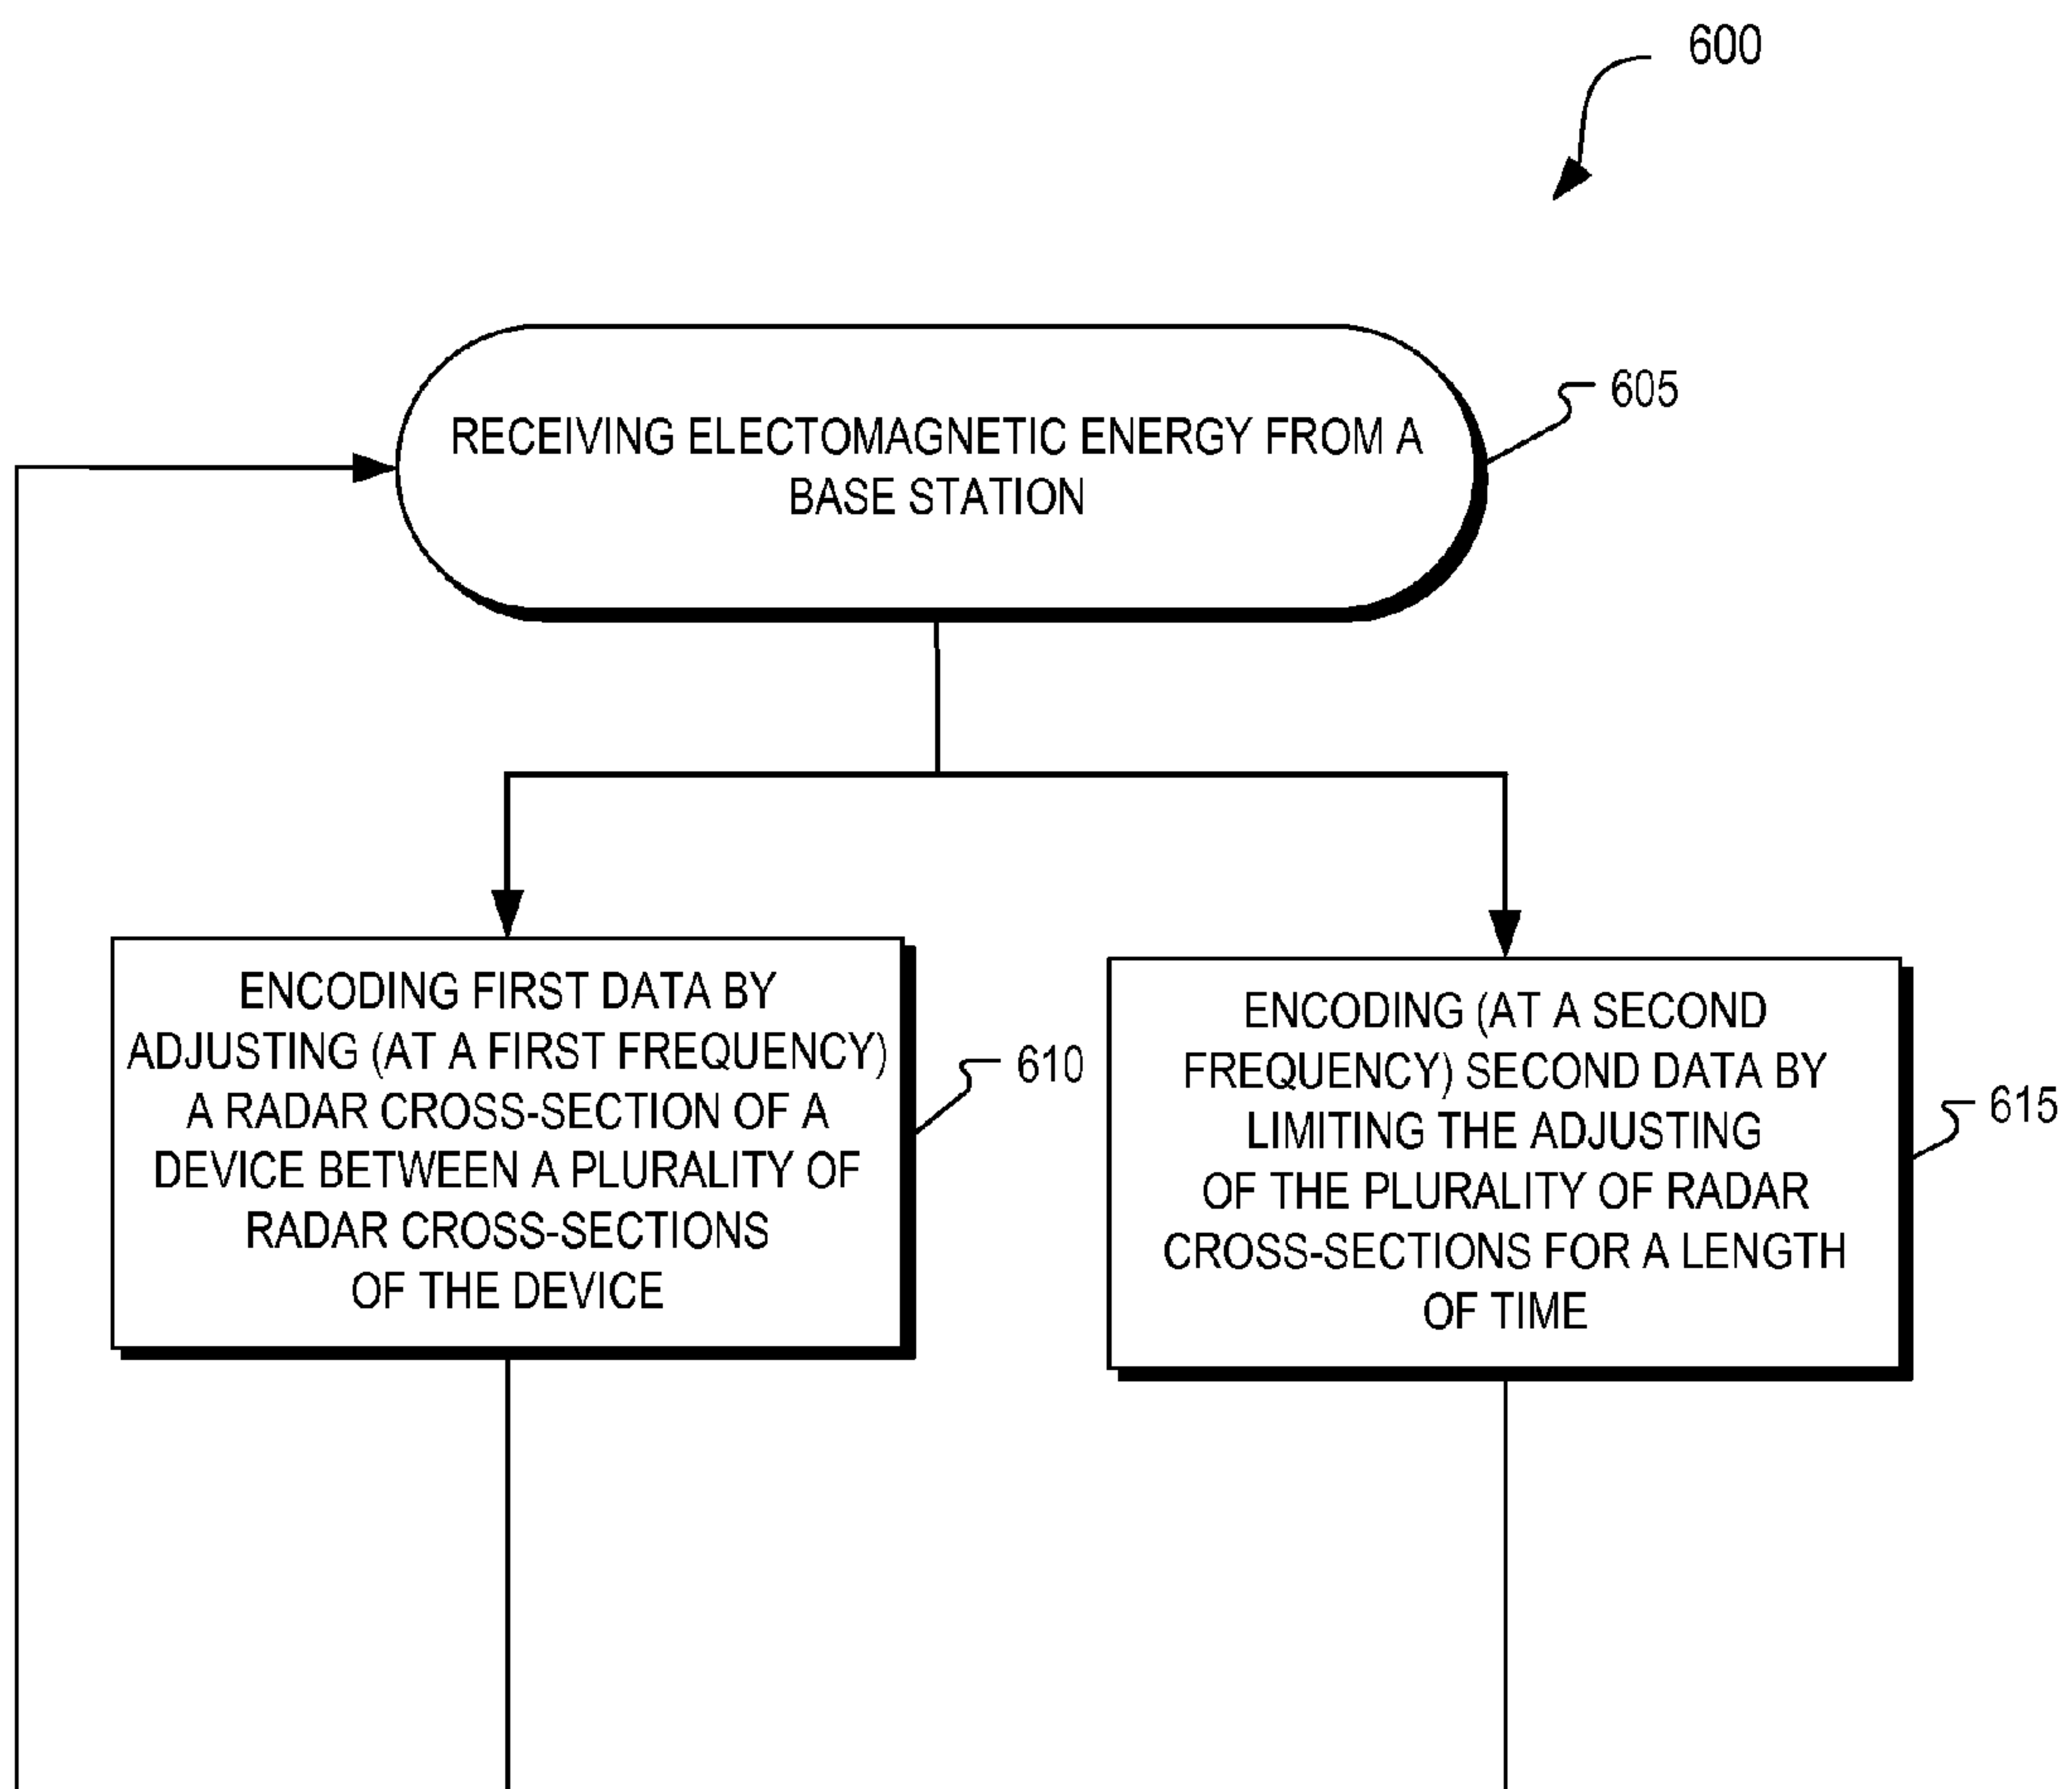 600
RECEIVING ELECTOMAGNETIC ENERGY FROM A
BASE STATION
605
ENCODING FIRST DATA BY
ADJUSTING (AT A FIRST FREQUENCY)
A RADAR CROSS-SECTION OF A
DEVICE BETWEEN A PLURALITY OF
RADAR CROSS-SECTIONS
OF THE DEVICE
610
ENCODING (AT A SECOND
FREQUENCY) SECOND DATA BY
LIMITING THE ADJUSTING
OF THE PLURALITY OF RADAR
CROSS-SECTIONS FOR A LENGTH
OF TIME
615